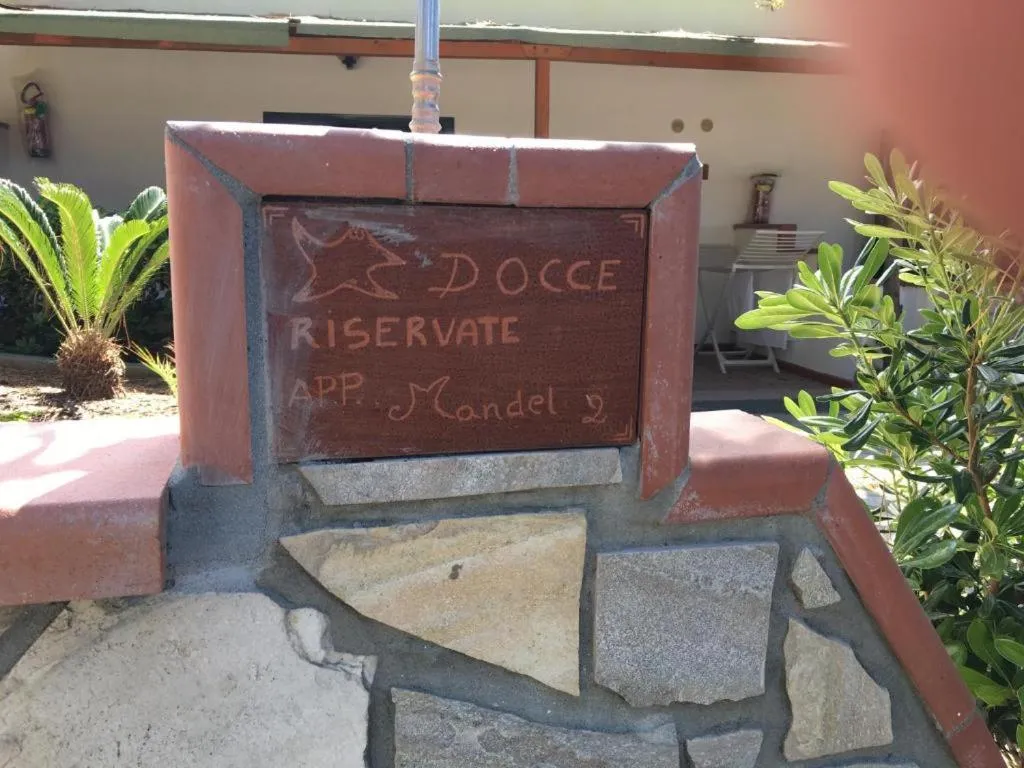 DOCCE
RISERVATE
APP. Mandel 2